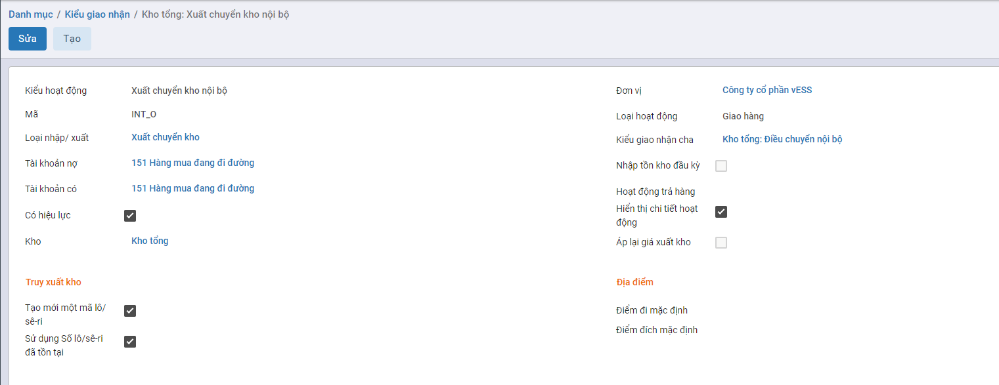 Danh mục / Kiểu giao nhận / Kho tổng: Xuất chuyển kho nội bộ
Sửa Tạo
Kiểu hoạt động Xuất chuyển kho nội bộ
Mã INT_O
Loại nhập/ xuất Xuất chuyển kho
Tài khoản nợ 151 Hàng mua đang đi đường
Tài khoản có 151 Hàng mua đang đi đường
Có hiệu lực
Kho Kho tổng
Đơn vị Công ty cổ phần vESS
Loại hoạt động Giao hàng
Kiểu giao nhận cha Kho tổng: Điều chuyển nội bộ
Nhập tồn kho đầu kỳ
Hoạt động trả hàng
Hiển thị chi tiết hoạt
động
Áp lại giá xuất kho
Truy xuất kho
Tạo mới một mã lô/
sê-ri
Sử dụng Số lô/sê-ri
đã tồn tại
Địa điểm
Điểm đi mặc định
Điểm đích mặc định